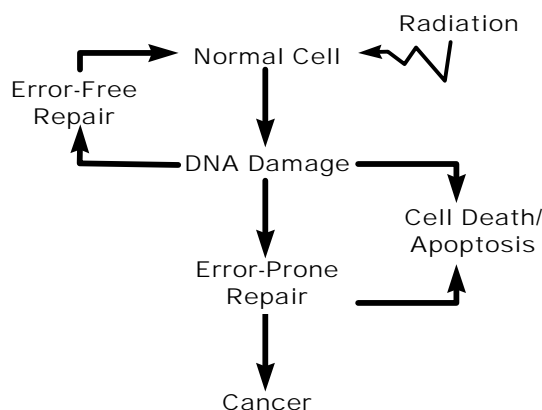 Radiation
Normal Cell
Error-Free
Repair
DNA Damage
Cell Death/
Apoptosis
Error-Prone
Repair
Cancer